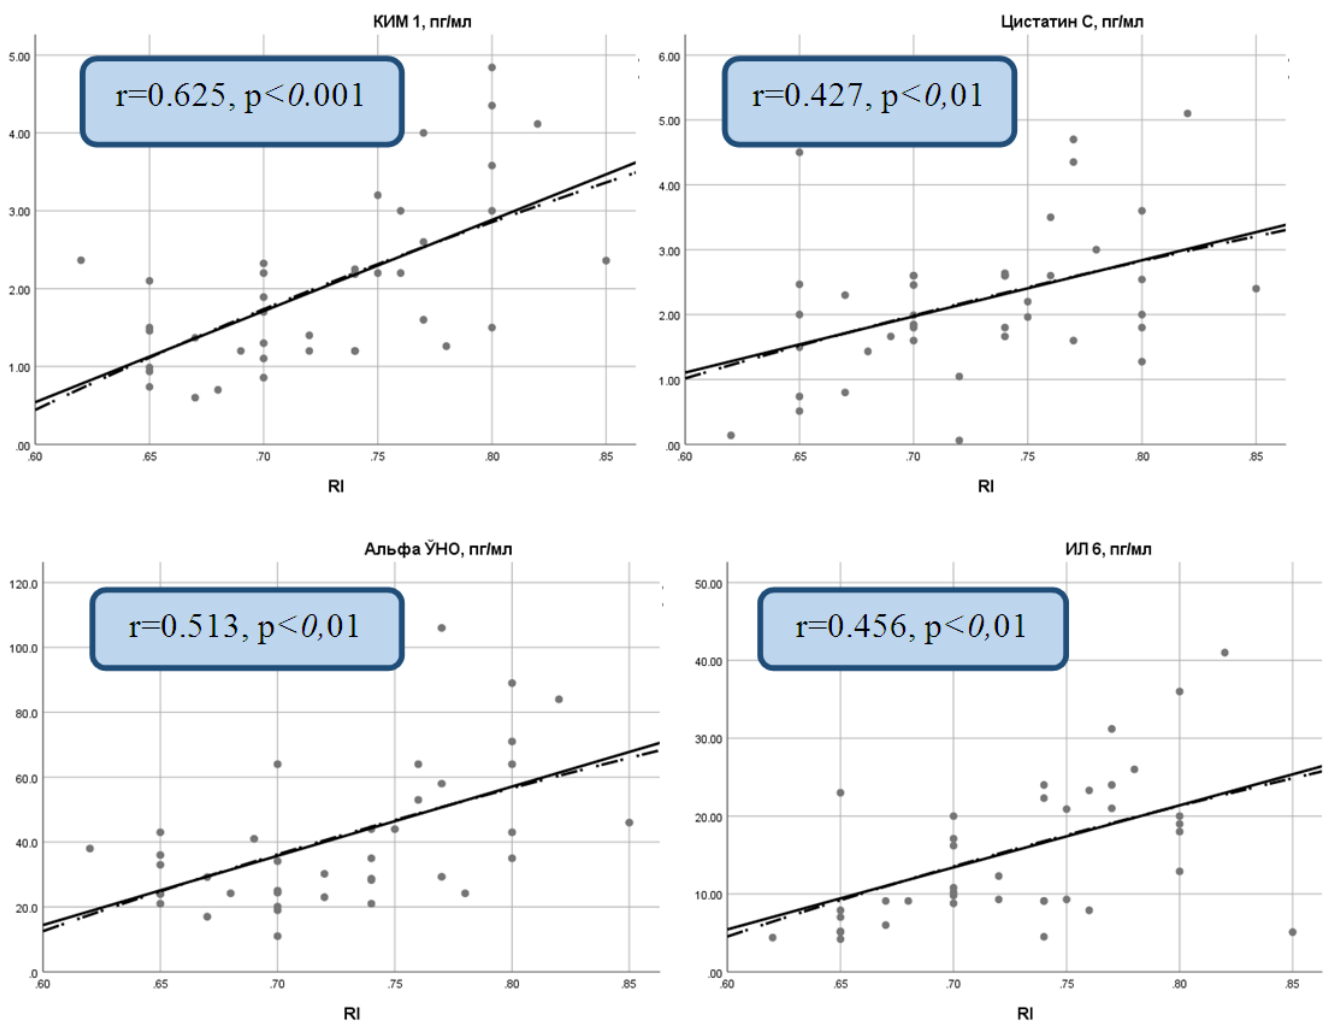 КИМ 1, пг/мл
5.00
4.00
3.00
2.00
1.00
.00
r=0.625, p<0.001
.60 .65 .70 .75 .80 .85
RI
Цистатин С, пг/мл
6.00
5.00
4.00
3.00
2.00
1.00
.00
r=0.427, p<0,01
.60 .65 .70 .75 .80 .85
RI
Альфа ЎНО, пг/мл
120.0
100.0
80.0
60.0
40.0
20.0
.0
r=0.513, p<0,01
.60 .65 .70 .75 .80 .85
RI
ИЛ 6, пг/мл
50.00
40.00
30.00
20.00
10.00
.00
r=0.456, p<0,01
.60 .65 .70 .75 .80 .85
RI